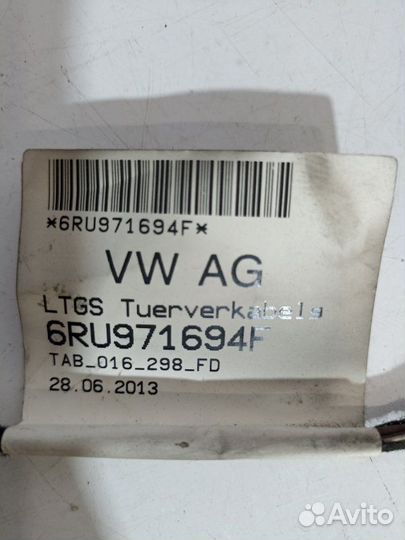 *6RU971694F*
VW AG
LTGS Tuerverkabels
6RU971694F
TAB_016_298_FD
28.06.2013
Avito